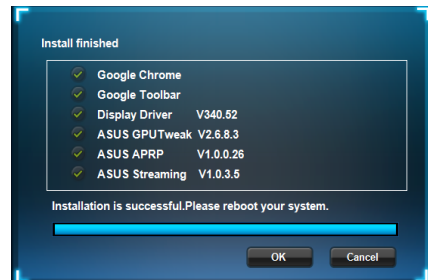 Install finished
Google Chrome
Google Toolbar
Display Driver V340.52
ASUS GPUTweak V2.6.8.3
ASUS APRP V1.0.0.26
ASUS Streaming V1.0.3.5
Installation is successful.Please reboot your system.
OK Cancel